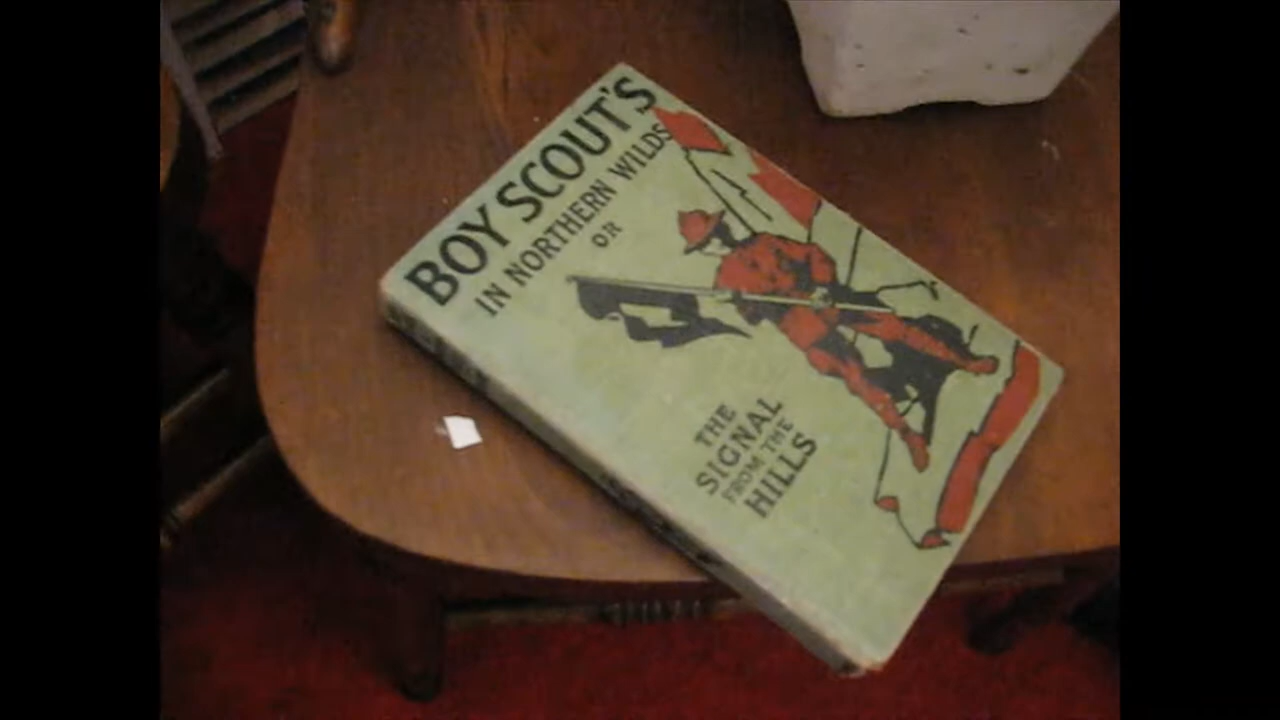 BOY SCOUT'S
IN NORTHERN WILDS
OR
THE
SIGNAL
FROM THE
HILLS